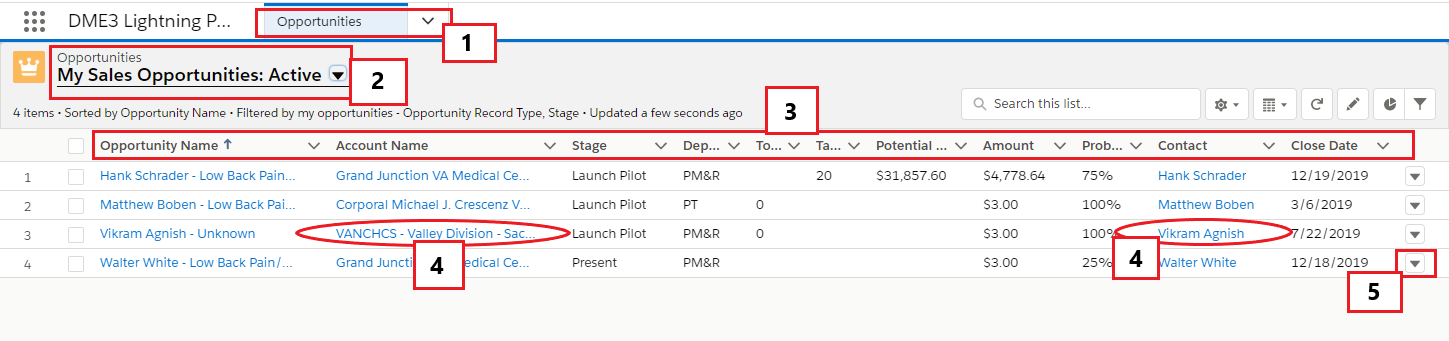 DME3 Lightning P... Opportunities
1
Opportunities
My Sales Opportunities: Active
2
4 items • Sorted by Opportunity Name • Filtered by my opportunities - Opportunity Record Type, Stage • Updated a few seconds ago
3
Search this list...
Opportunity Name ↑ Account Name Stage Dep... To... Ta... Potential ... Amount Prob... Contact Close Date
1 Hank Schrader - Low Back Pain... Grand Junction VA Medical Ce... Launch Pilot PM&R 20 $31,857.60 $4,778.64 75% Hank Schrader 12/19/2019
2 Matthew Boben - Low Back Pai... Corporal Michael J. Crescenz V... Launch Pilot PT 0 $3.00 100% Matthew Boben 3/6/2019
3 Vikram Agnish - Unknown VANCHCS - Valley Division - Sac... Launch Pilot PM&R 0 $3.00 100% Vikram Agnish 7/22/2019
4 Walter White - Low Back Pain/... Grand Juncti edical Ce... Present PM&R $3.00 25% Walter White 12/18/2019
4
4
5